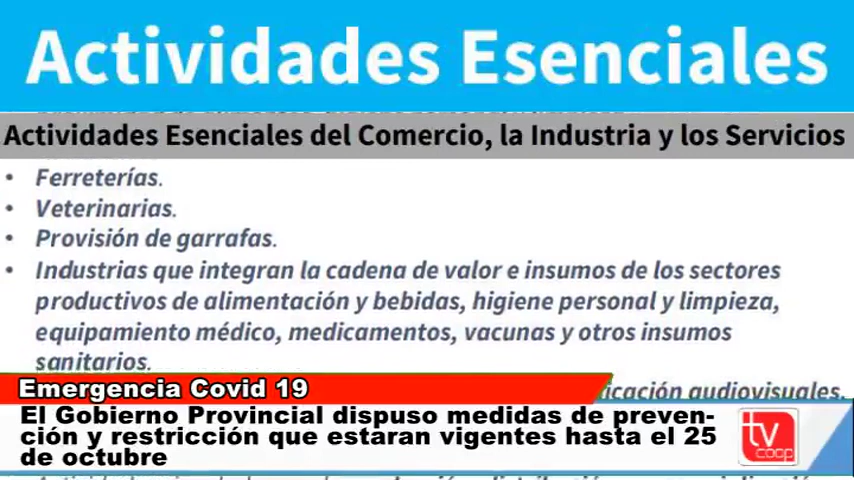 Actividades Esenciales
Actividades Esenciales del Comercio, la Industria y los Servicios
• Ferreterías.
• Veterinarias.
• Provisión de garrafas.
• Industrias que integran la cadena de valor e insumos de los sectores
productivos de alimentación y bebidas, higiene personal y limpieza,
equipamiento médico, medicamentos, vacunas y otros insumos
sanitarios.
audiovisuales.
Emergencia Covid 19
El Gobierno Provincial dispuso medidas de preven-
ción y restricción que estaran vigentes hasta el 25
de octubre
tv
coop